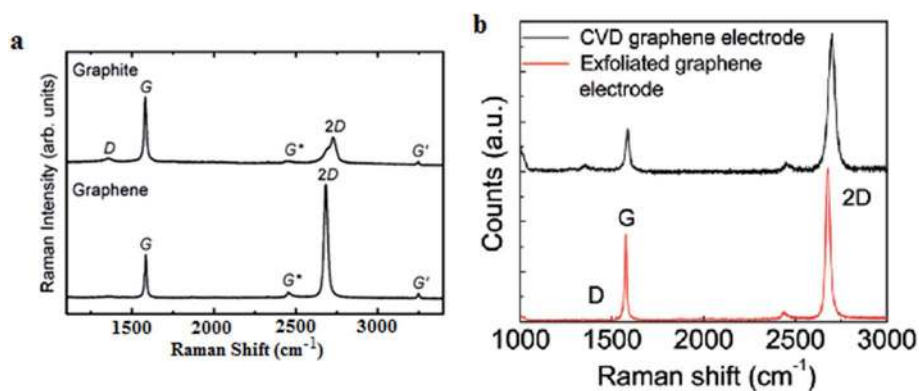 a
Graphite
G
D
G*
2D
G'
Graphene
G
G*
2D
G'
1500 2000 2500 3000
Raman Shift (cm-1)
Raman Intensity (arb. units)
b
CVD graphene electrode
Exfoliated graphene
electrode
2D
G
D
1000 1500 2000 2500 3000
Raman shift (cm-1)
Counts (a.u.)